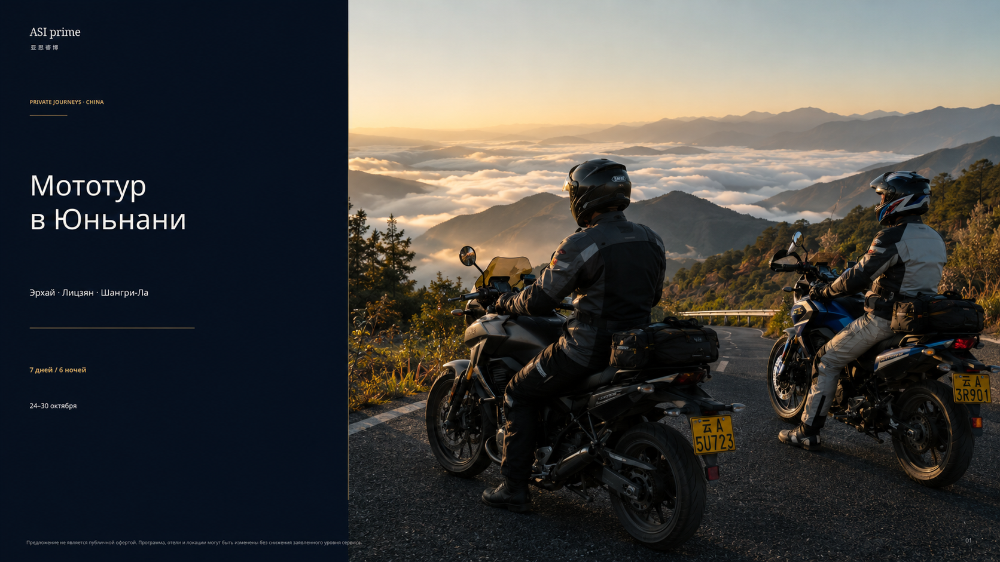 ASI prime
亚思睿博
PRIVATE JOURNEYS · CHINA
Мототур
в Юньнани
Эрхай · Лицзян · Шангри-Ла
7 дней / 6 ночей
24–30 октября
Предложение не является публичной офертой. Программа, отели и локации могут быть изменены без снижения заявленного уровня сервиса.
云A
5U723
云A
3R901
01